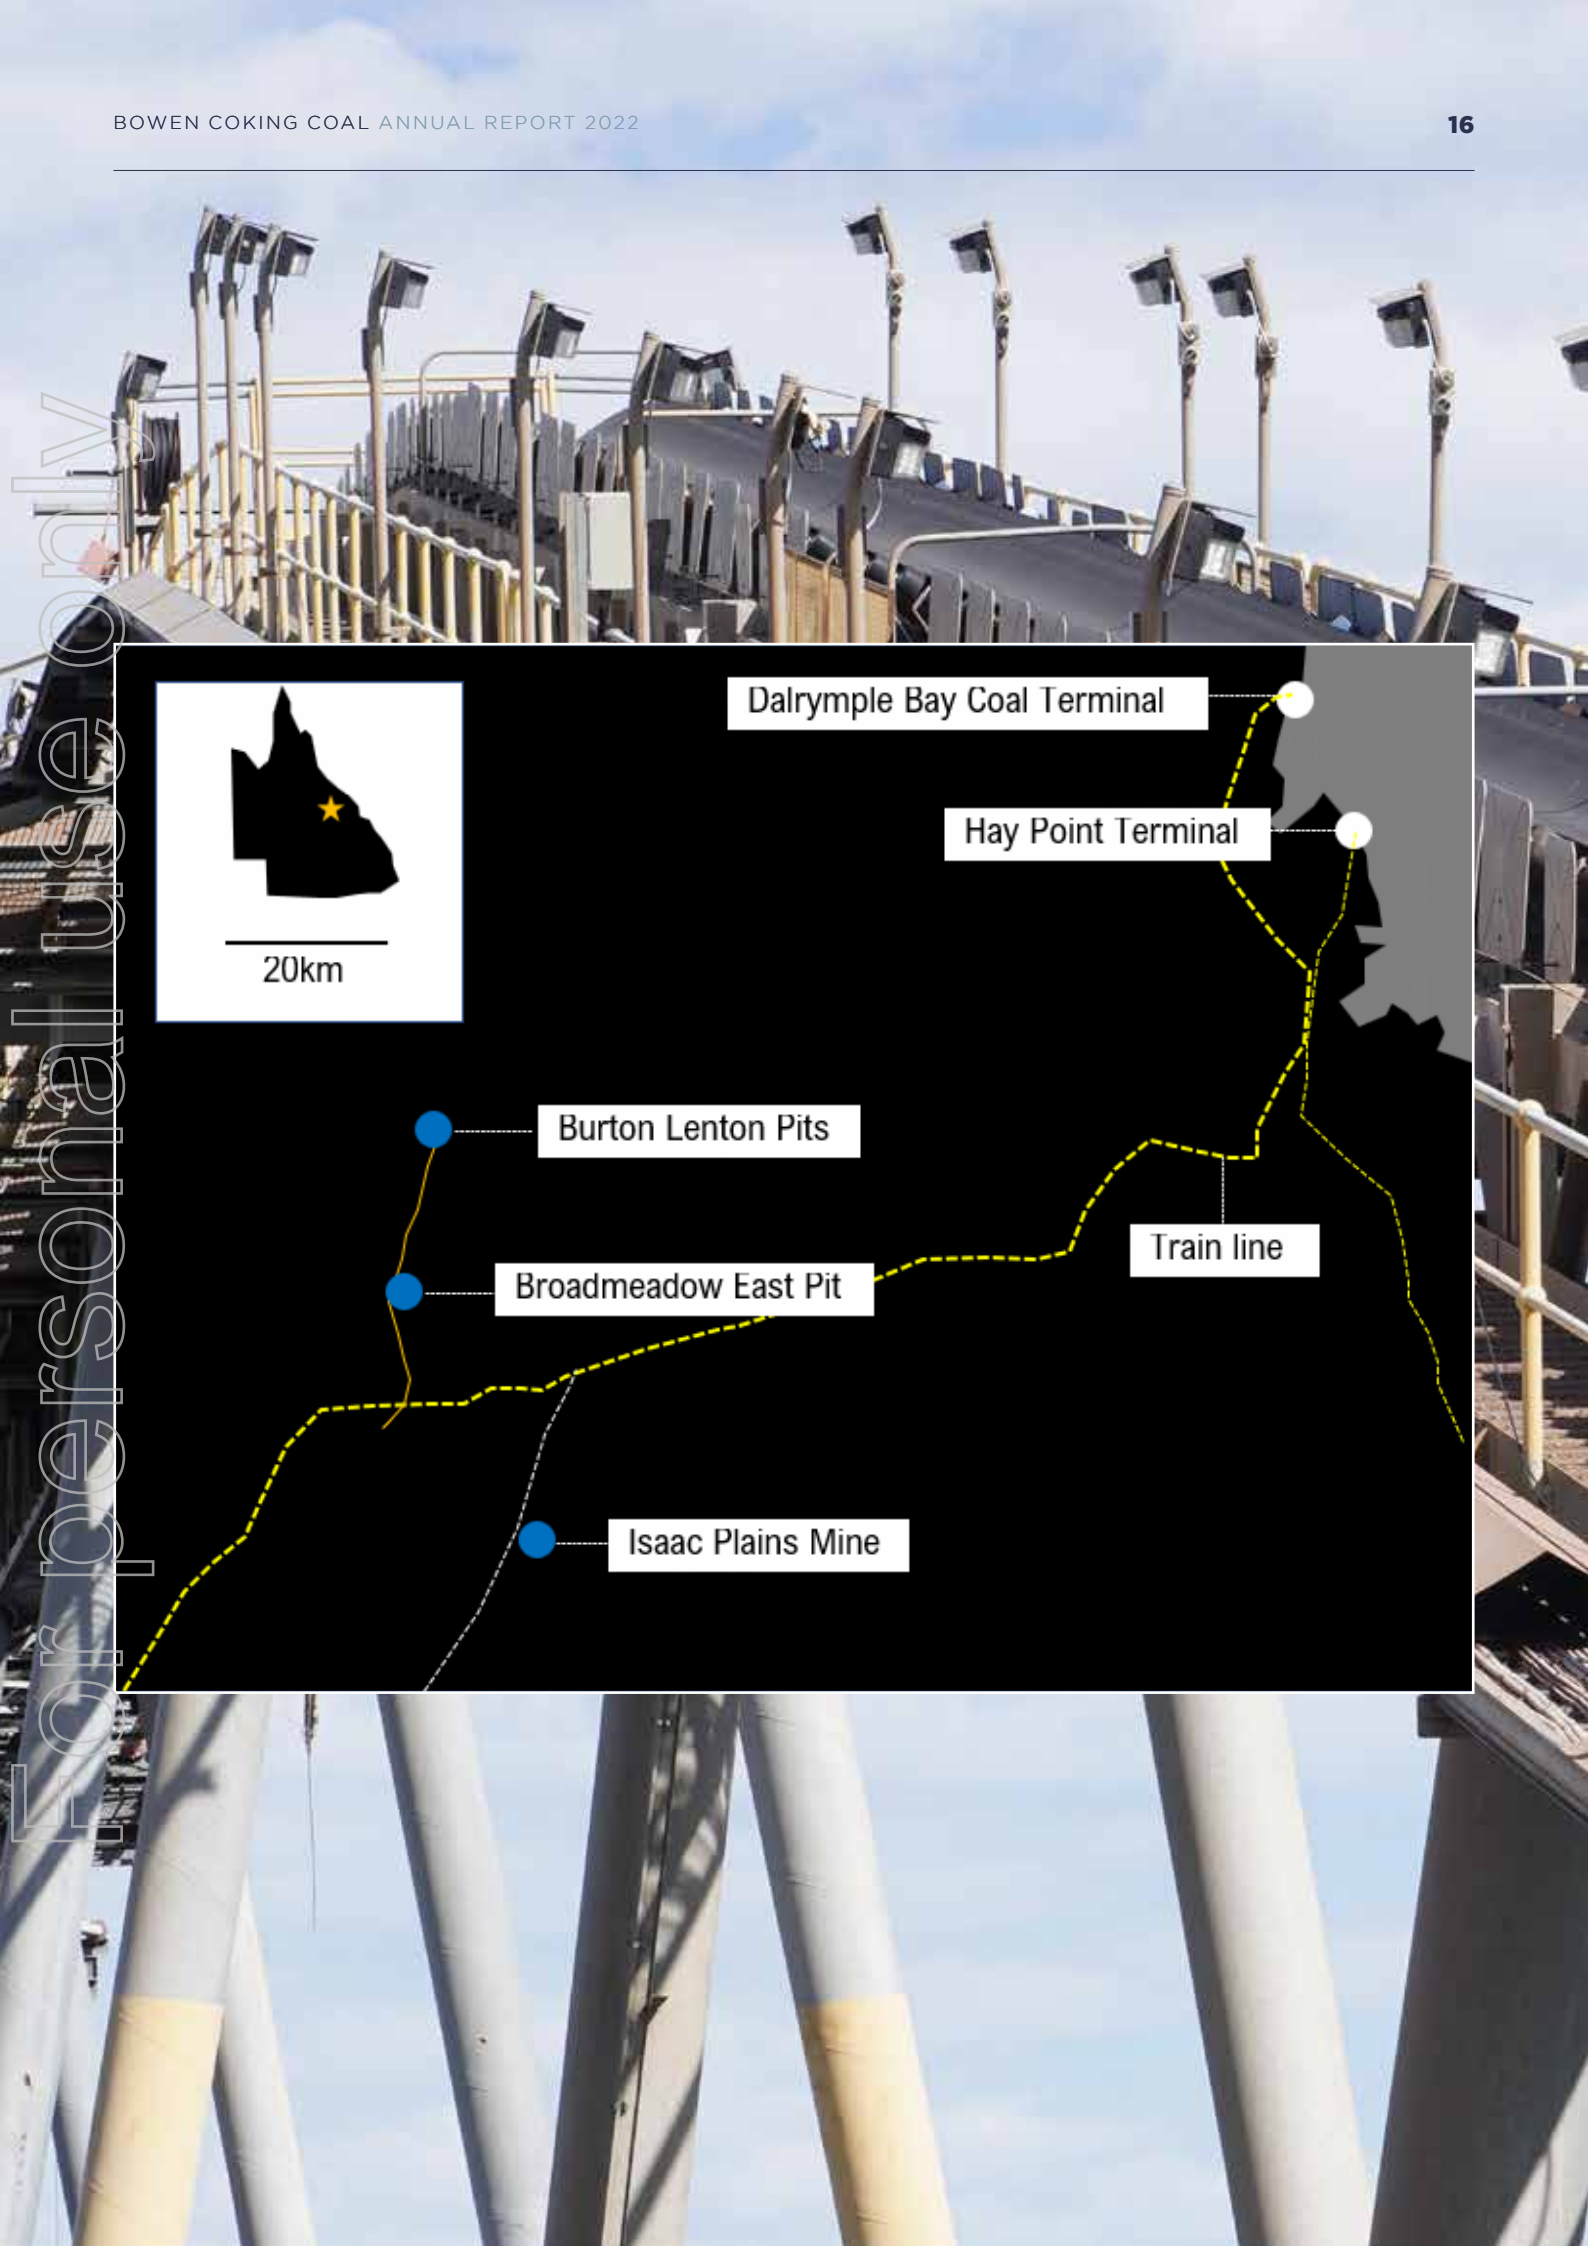 BOWEN COKING COAL ANNUAL REPORT 2022
16
For personal use only
Dalrymple Bay Coal Terminal
Hay Point Terminal
20km
Burton Lenton Pits
Train line
Broadmeadow East Pit
Isaac Plains Mine